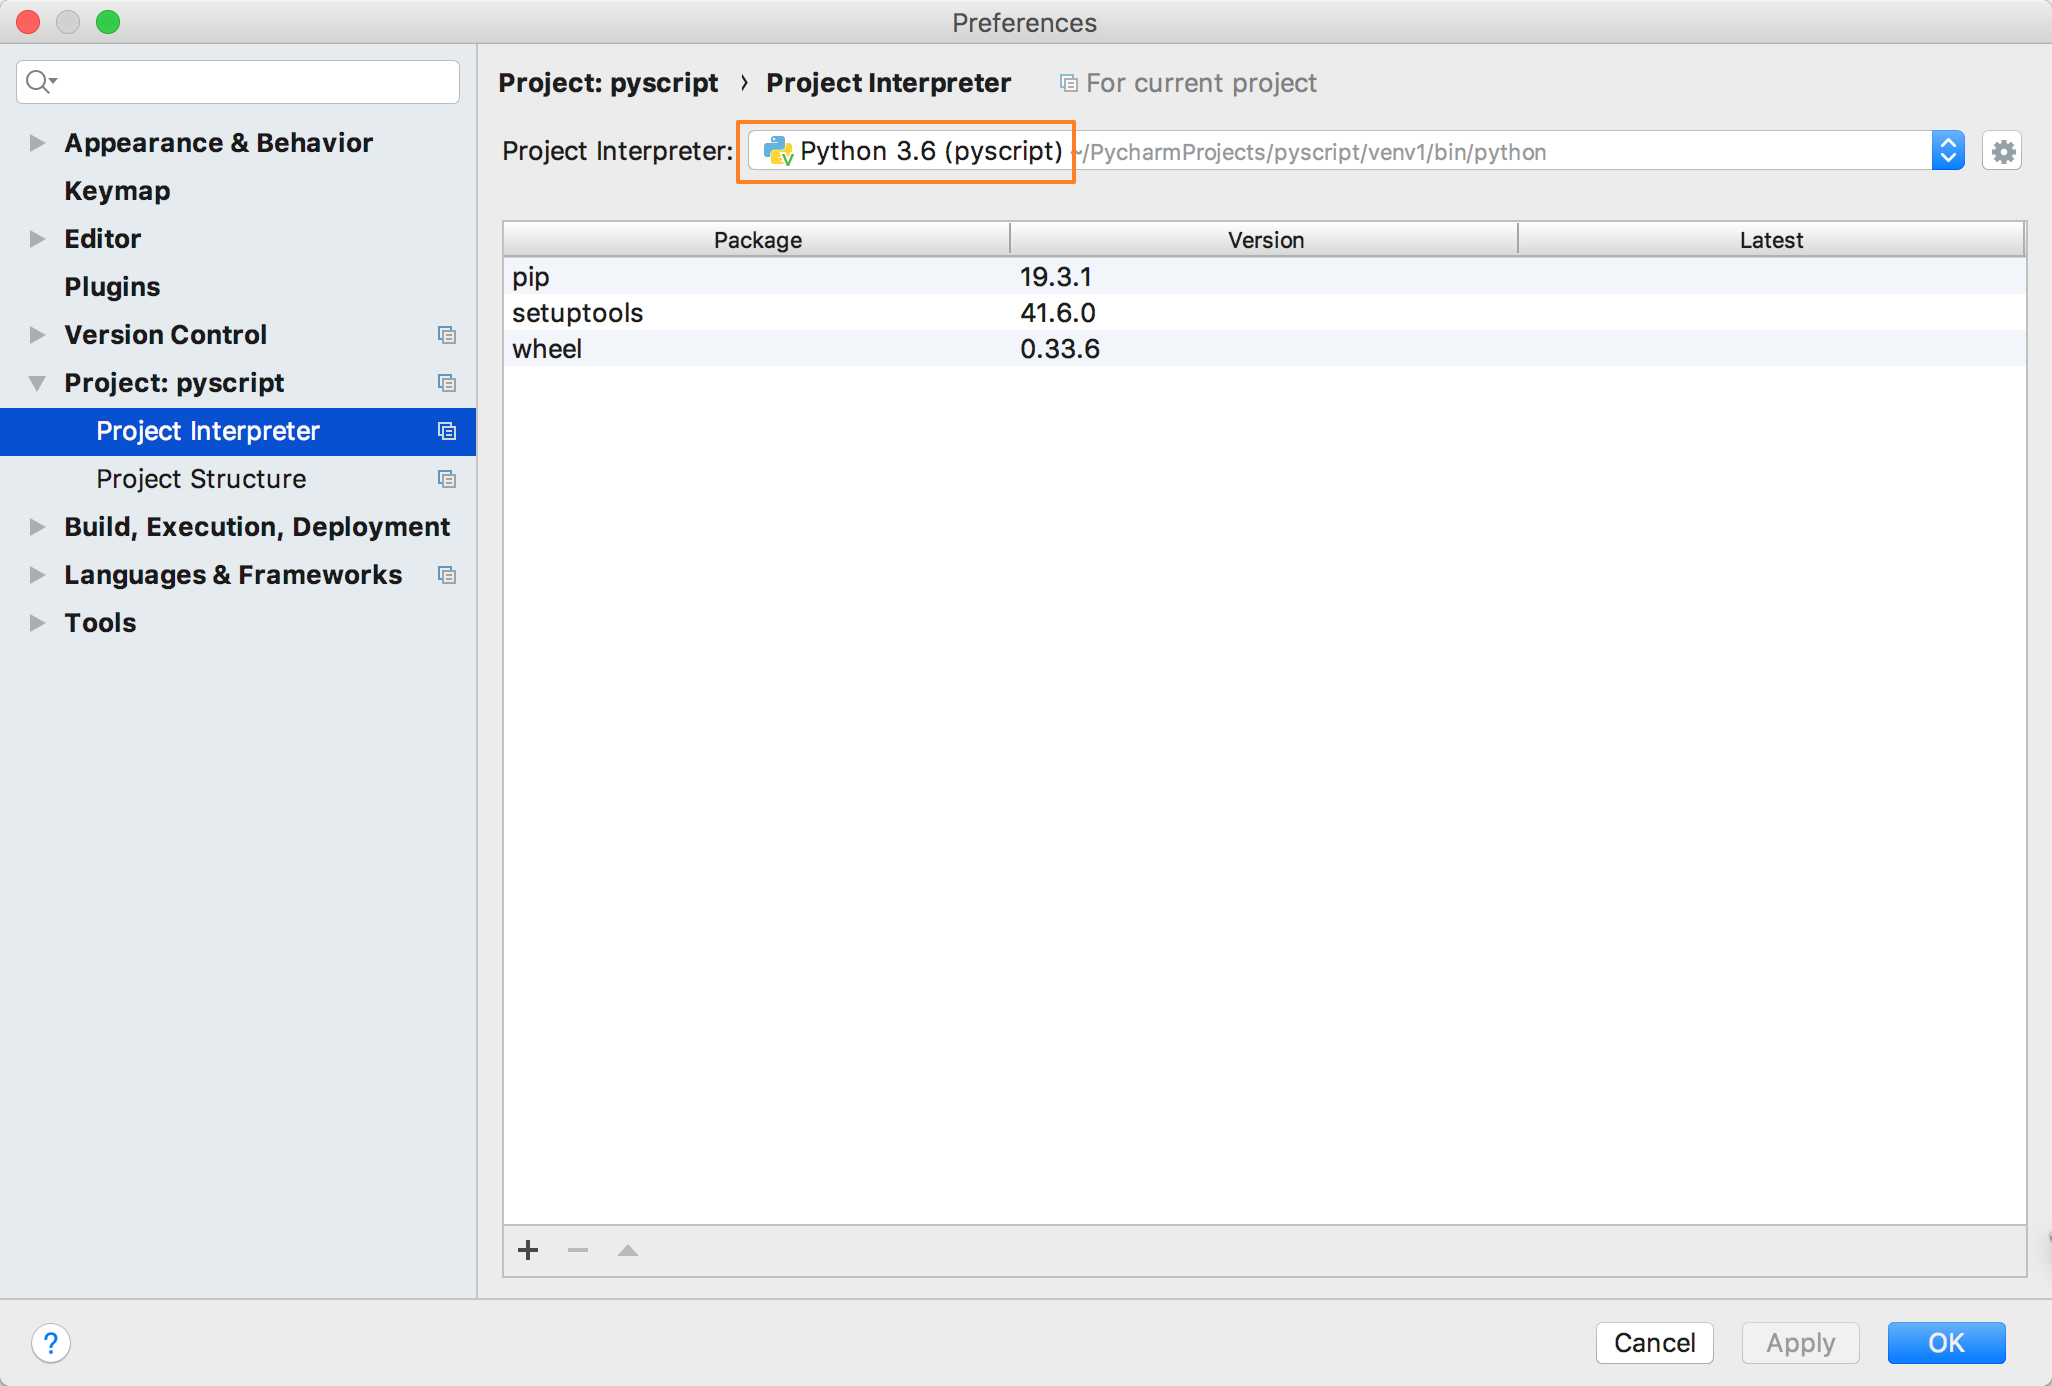 Preferences
Project: pyscript › Project Interpreter For current project
Project Interpreter: Python 3.6 (pyscript) ~/PycharmProjects/pyscript/venv1/bin/python
Appearance & Behavior
Keymap
Editor
Plugins
Version Control
Project: pyscript
Project Interpreter
Project Structure
Build, Execution, Deployment
Languages & Frameworks
Tools
Package Version Latest
pip 19.3.1
setuptools 41.6.0
wheel 0.33.6
? Cancel Apply OK